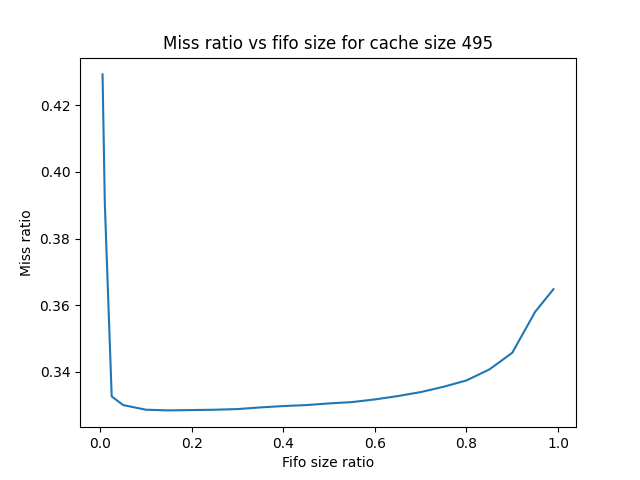 Miss ratio vs fifo size for cache size 495
Miss ratio
0.42
0.40
0.38
0.36
0.34
0.0 0.2 0.4 0.6 0.8 1.0
Fifo size ratio